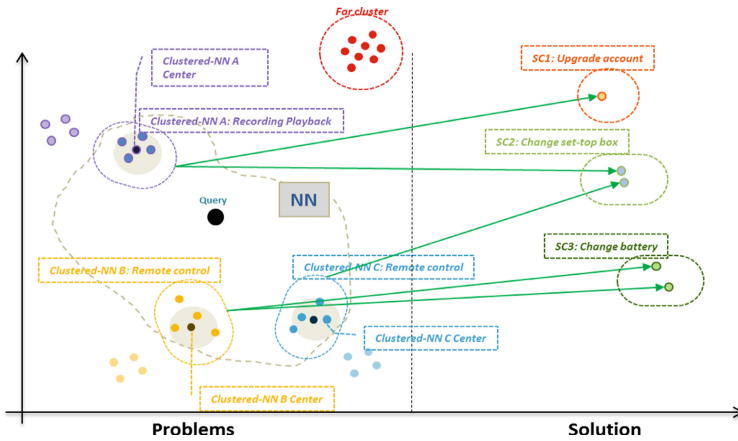 Far cluster
Clustered-NN A
Center
SC1: Upgrade account
Clustered-NN A: Recording Playback
SC2: Change set-top box
Query
NN
SC3: Change battery
Clustered-NN B: Remote control
Clustered-NN C: Remote control
Clustered-NN C Center
Clustered-NN B Center
Problems
Solution